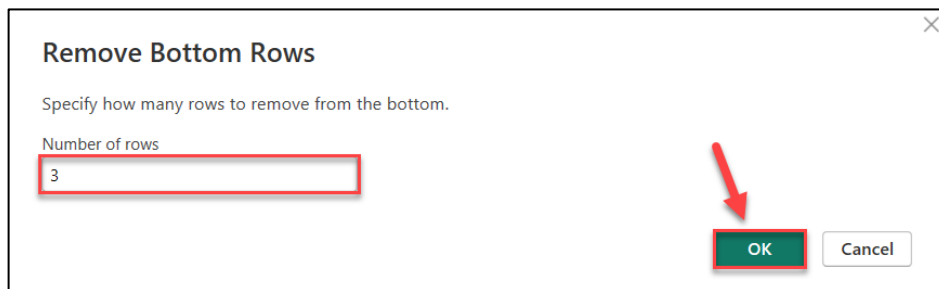 Remove Bottom Rows
Specify how many rows to remove from the bottom.
Number of rows
3
OK
Cancel